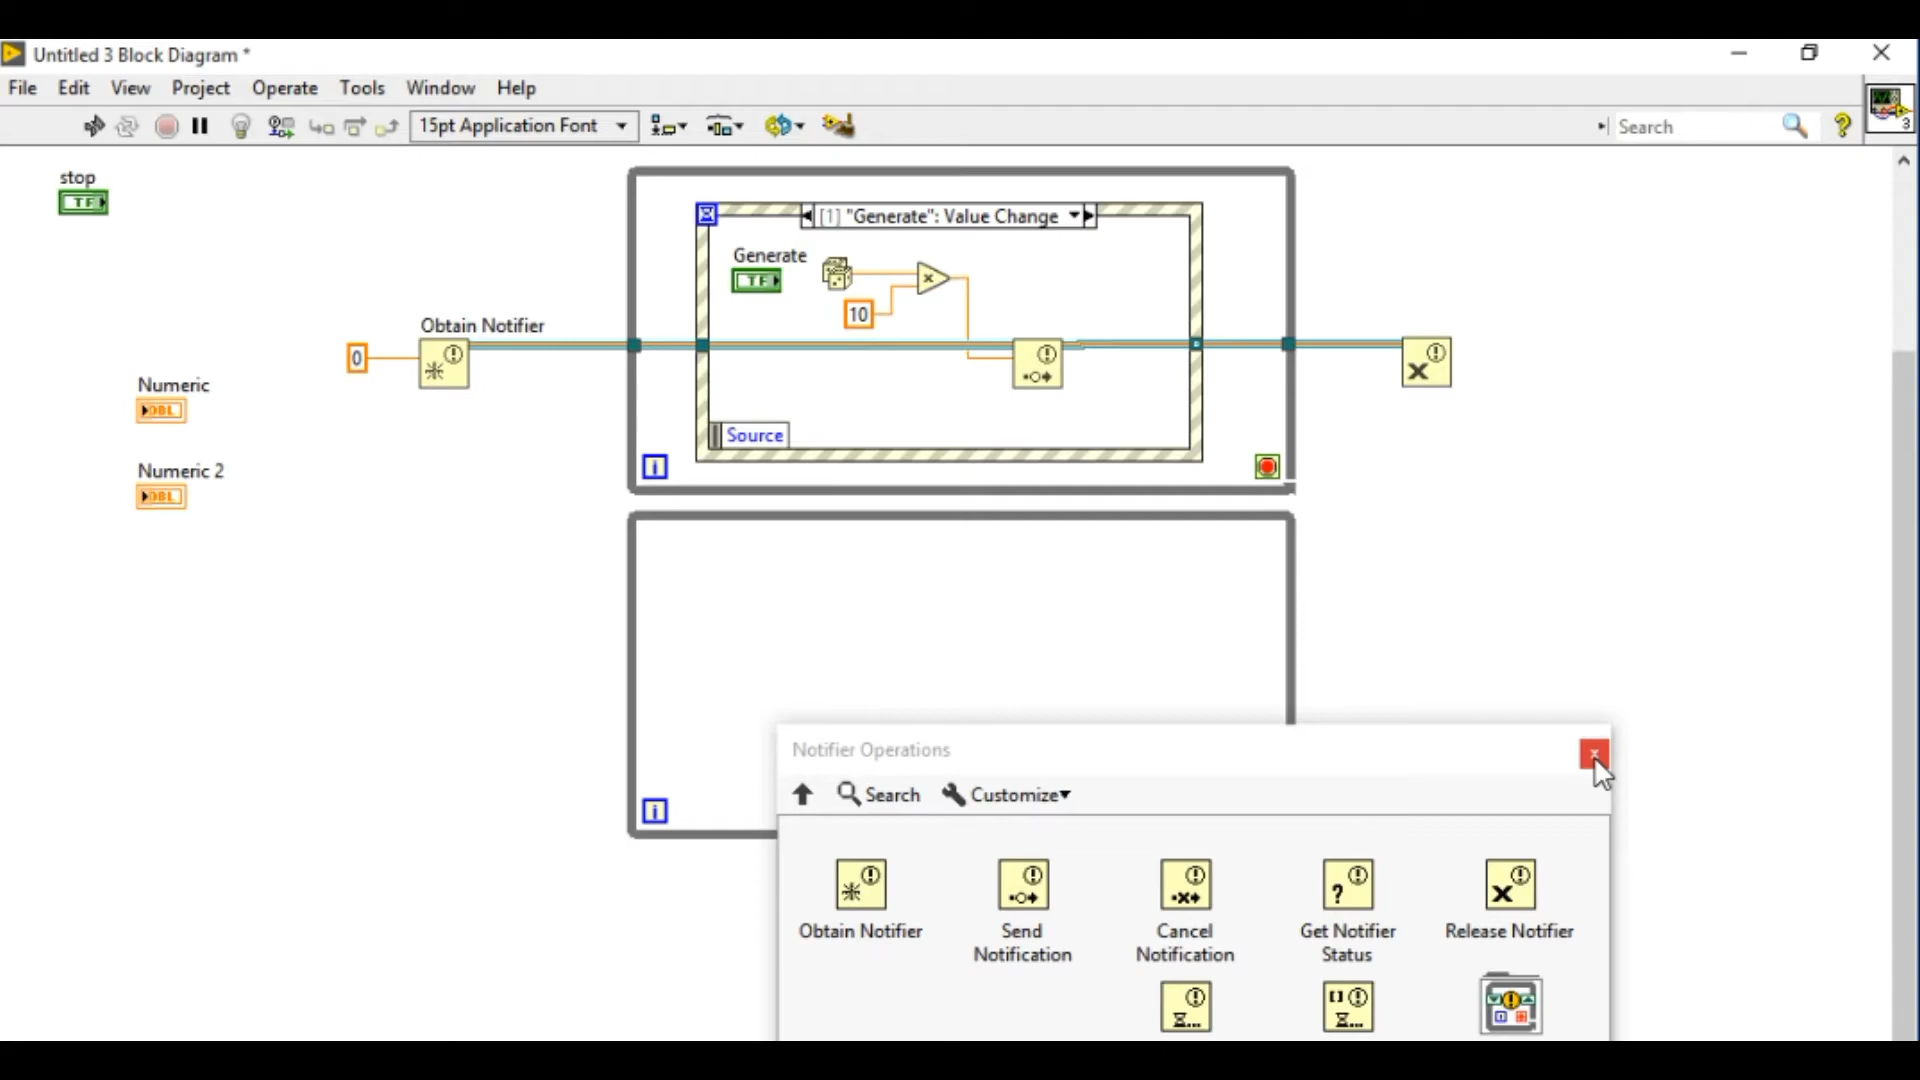 Untitled 3 Block Diagram *
File Edit View Project Operate Tools Window Help
15pt Application Font
Search
?
3
stop
TF
[1] "Generate": Value Change
Generate
TF
10
Obtain Notifier
0
Numeric
DBL
Source
Numeric 2
i
DBL
Notifier Operations
x
Search Customize
i
Obtain Notifier
Send Notification
Cancel Notification
Get Notifier Status
Release Notifier